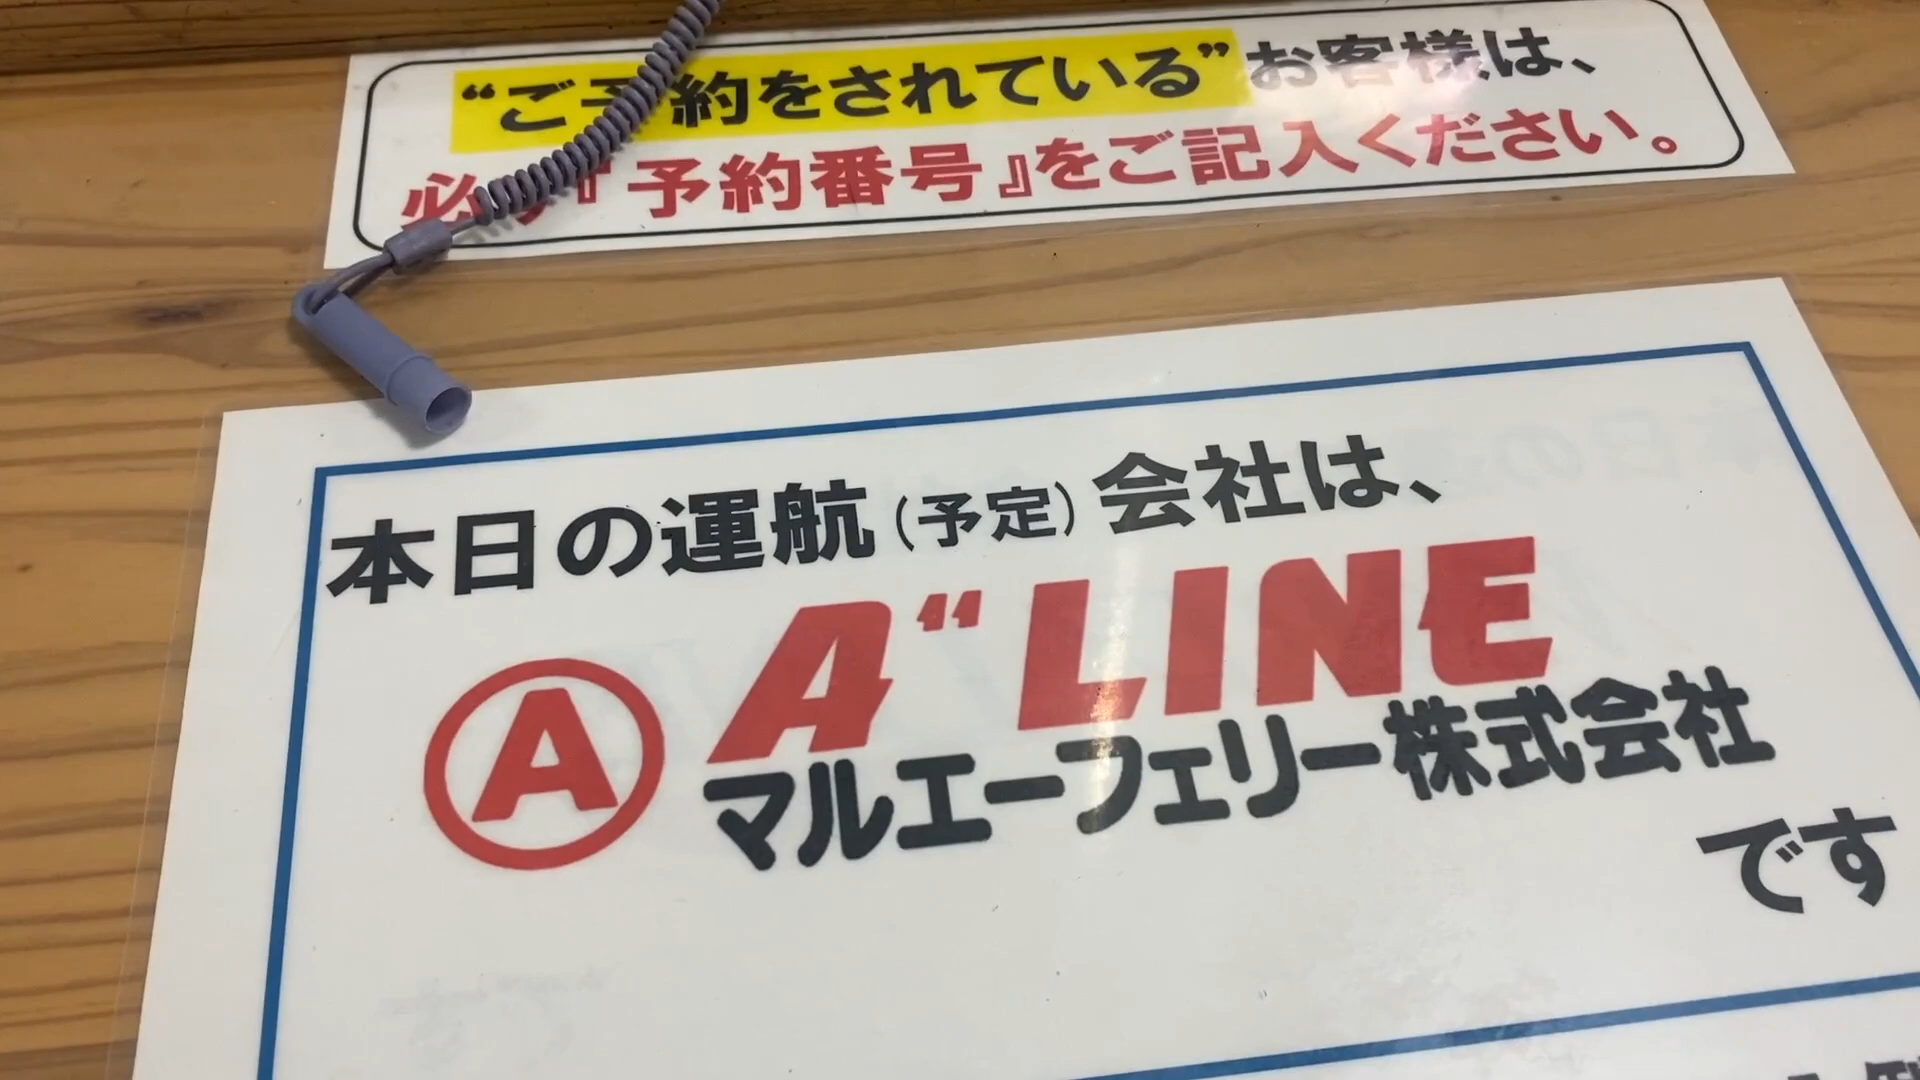 “ご予約をされている”お客様は、
必ず『予約番号』をご記入ください。
本日の運航(予定)会社は、
A A“LINE
マルエーフェリー株式会社
です